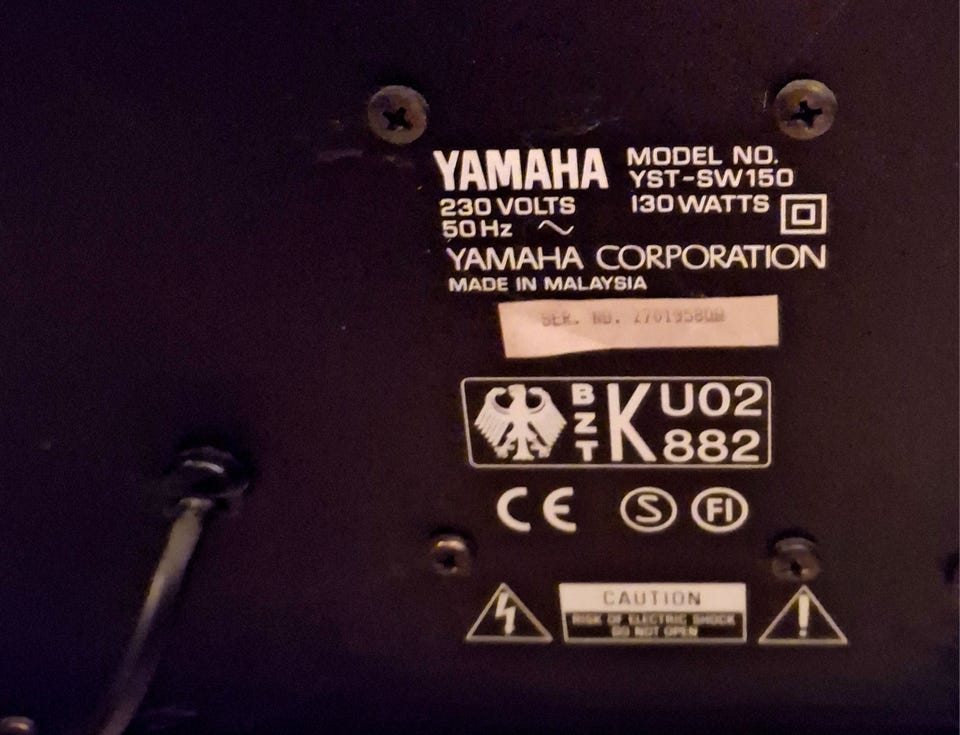 YAMAHA MODEL NO.
YST-SW150
230 VOLTS 130 WATTS
50 Hz
YAMAHA CORPORATION
MADE IN MALAYSIA
SER. NO.
BZT K U02
882
CE S FI
CAUTION
RISK OF ELECTRIC SHOCK
DO NOT OPEN